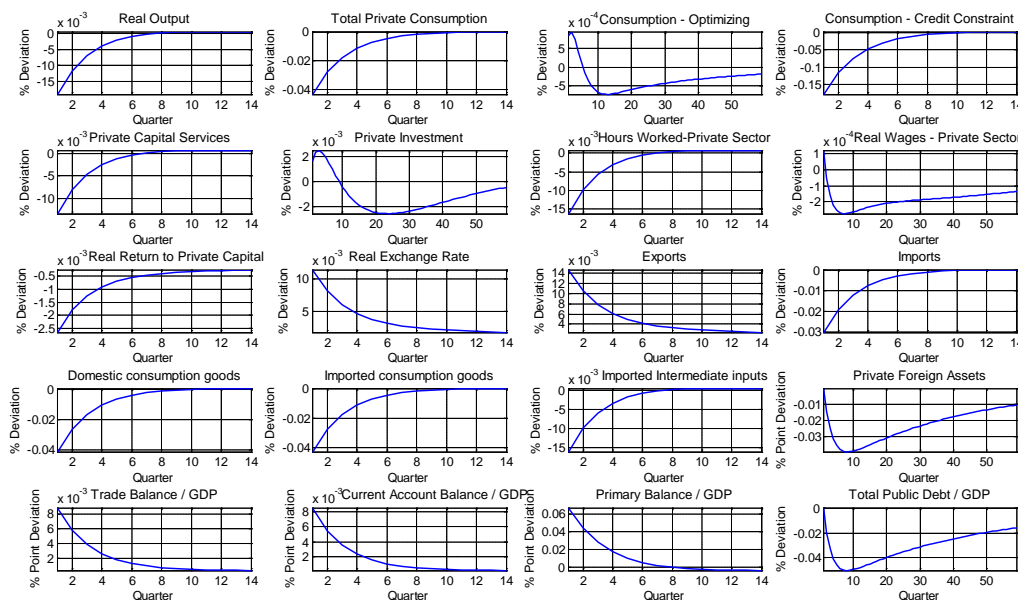 Real Output
x 10^-3
0
-5
-10
-15
% Deviation
2 4 6 8 10 12 14
Quarter
Total Private Consumption
0
-0.02
-0.04
% Deviation
2 4 6 8 10 12 14
Quarter
x 10^-4
Consumption - Optimizing
5
0
-5
% Deviation
10 20 30 40 50
Quarter
Consumption - Credit Constraint
0
-0.05
-0.1
-0.15
% Deviation
2 4 6 8 10 12 14
Quarter
x 10^-3
Private Capital Services
0
-5
-10
% Deviation
2 4 6 8 10 12 14
Quarter
x 10^-3
Private Investment
2
0
-2
% Deviation
10 20 30 40 50
Quarter
x 10^-3
Hours Worked-Private Sector
0
-5
-10
-15
% Deviation
2 4 6 8 10 12 14
Quarter
x 10^-4
Real Wages - Private Sector
1
0
-1
-2
% Deviation
10 20 30 40 50
Quarter
x 10^-3
Real Return to Private Capital
-0.5
-1
-1.5
-2
-2.5
% Deviation
2 4 6 8 10 12 14
Quarter
x 10^-3
Real Exchange Rate
10
5
% Deviation
2 4 6 8 10 12 14
Quarter
x 10^-3
Exports
14
12
10
8
6
4
% Deviation
2 4 6 8 10 12 14
Quarter
Imports
0
-0.01
-0.02
-0.03
% Deviation
2 4 6 8 10 12 14
Quarter
Domestic consumption goods
0
-0.02
-0.04
% Deviation
2 4 6 8 10 12 14
Quarter
Imported consumption goods
0
-0.02
-0.04
% Deviation
2 4 6 8 10 12 14
Quarter
x 10^-3
Imported Intermediate inputs
0
-5
-10
-15
% Deviation
2 4 6 8 10 12 14
Quarter
Private Foreign Assets
-0.01
-0.02
-0.03
% Point Deviation
10 20 30 40 50
Quarter
x 10^-3
Trade Balance / GDP
8
6
4
2
% Point Deviation
2 4 6 8 10 12 14
Quarter
x 10^-3
Current Account Balance / GDP
8
6
4
2
% Point Deviation
2 4 6 8 10 12 14
Quarter
Primary Balance / GDP
0.06
0.04
0.02
0
% Point Deviation
2 4 6 8 10 12 14
Quarter
Total Public Debt / GDP
0
-0.02
-0.04
% Point Deviation
10 20 30 40 50
Quarter